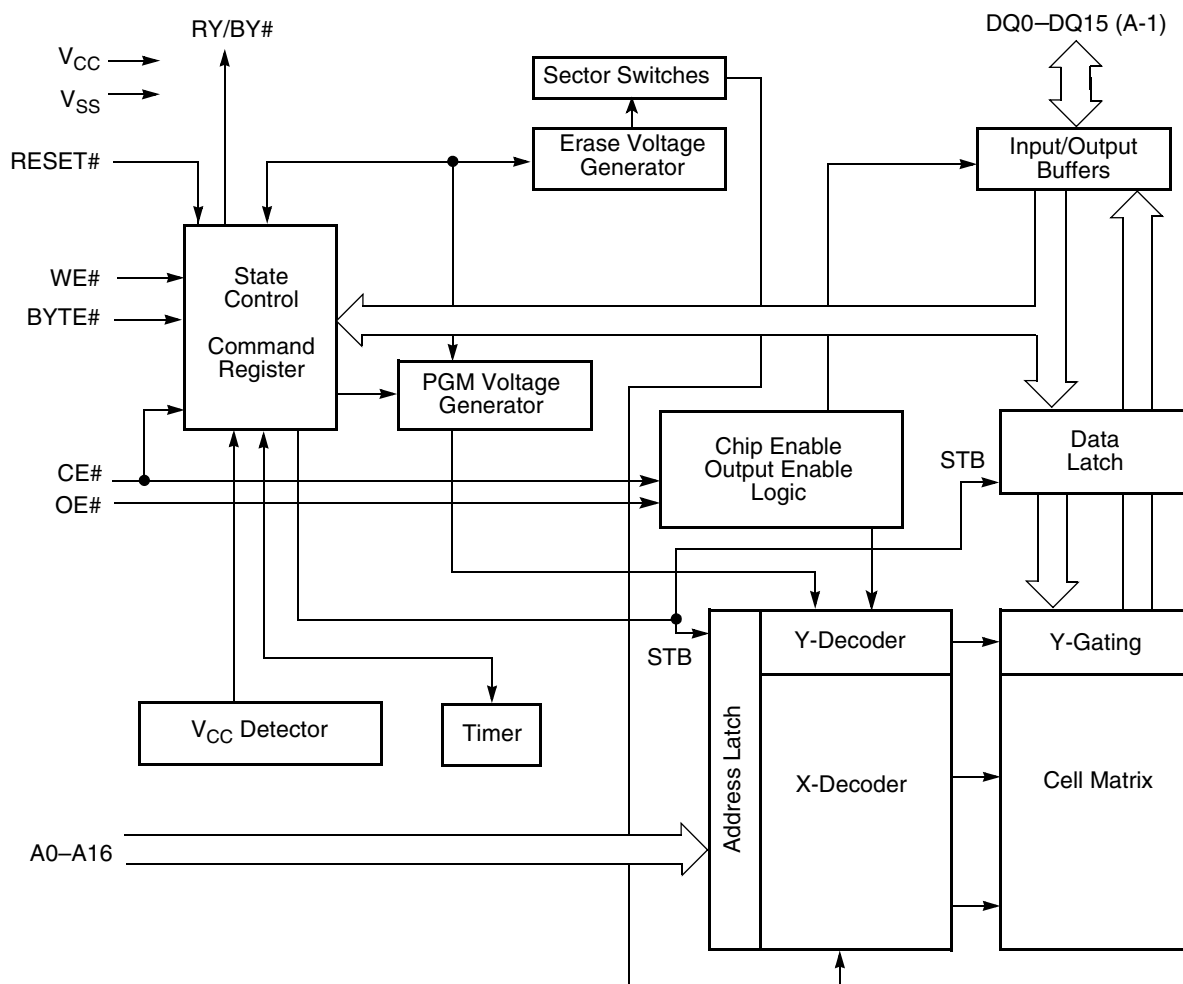 RY/BY#
DQ0–DQ15 (A-1)
VCC
VSS
Sector Switches
RESET#
Erase Voltage
Generator
Input/Output
Buffers
WE#
BYTE#
State
Control
Command
Register
PGM Voltage
Generator
CE#
OE#
Chip Enable
Output Enable
Logic
STB
Data
Latch
STB
Y-Decoder
Y-Gating
VCC Detector
Timer
Address Latch
X-Decoder
Cell Matrix
A0–A16